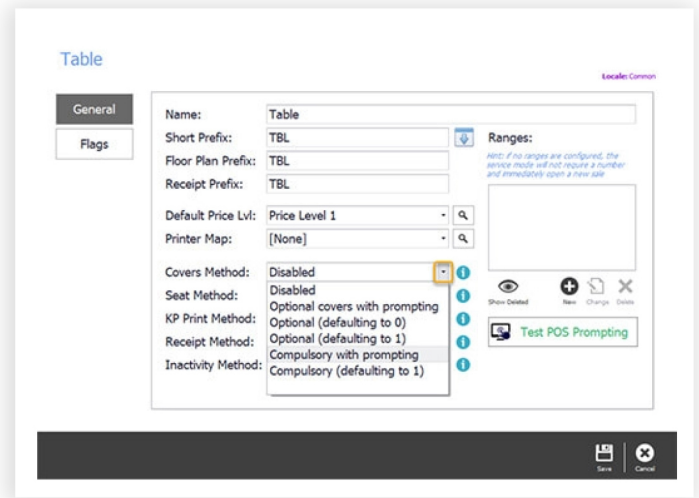 Table
Locale: Common
General
Flags
Name: Table
Short Prefix: TBL
Floor Plan Prefix: TBL
Receipt Prefix: TBL
Default Price Lvl: Price Level 1
Printer Map: [None]
Covers Method: Disabled
Seat Method:
KP Print Method:
Receipt Method:
Inactivity Method:
Disabled
Optional covers with prompting
Optional (defaulting to 0)
Optional (defaulting to 1)
Compulsory with prompting
Compulsory (defaulting to 1)
Ranges:
Hint: if no ranges are configured, the
service mode will not require a number
and immediately open a new sale
Show Deleted
New Change Delete
Test POS Prompting
Save Cancel